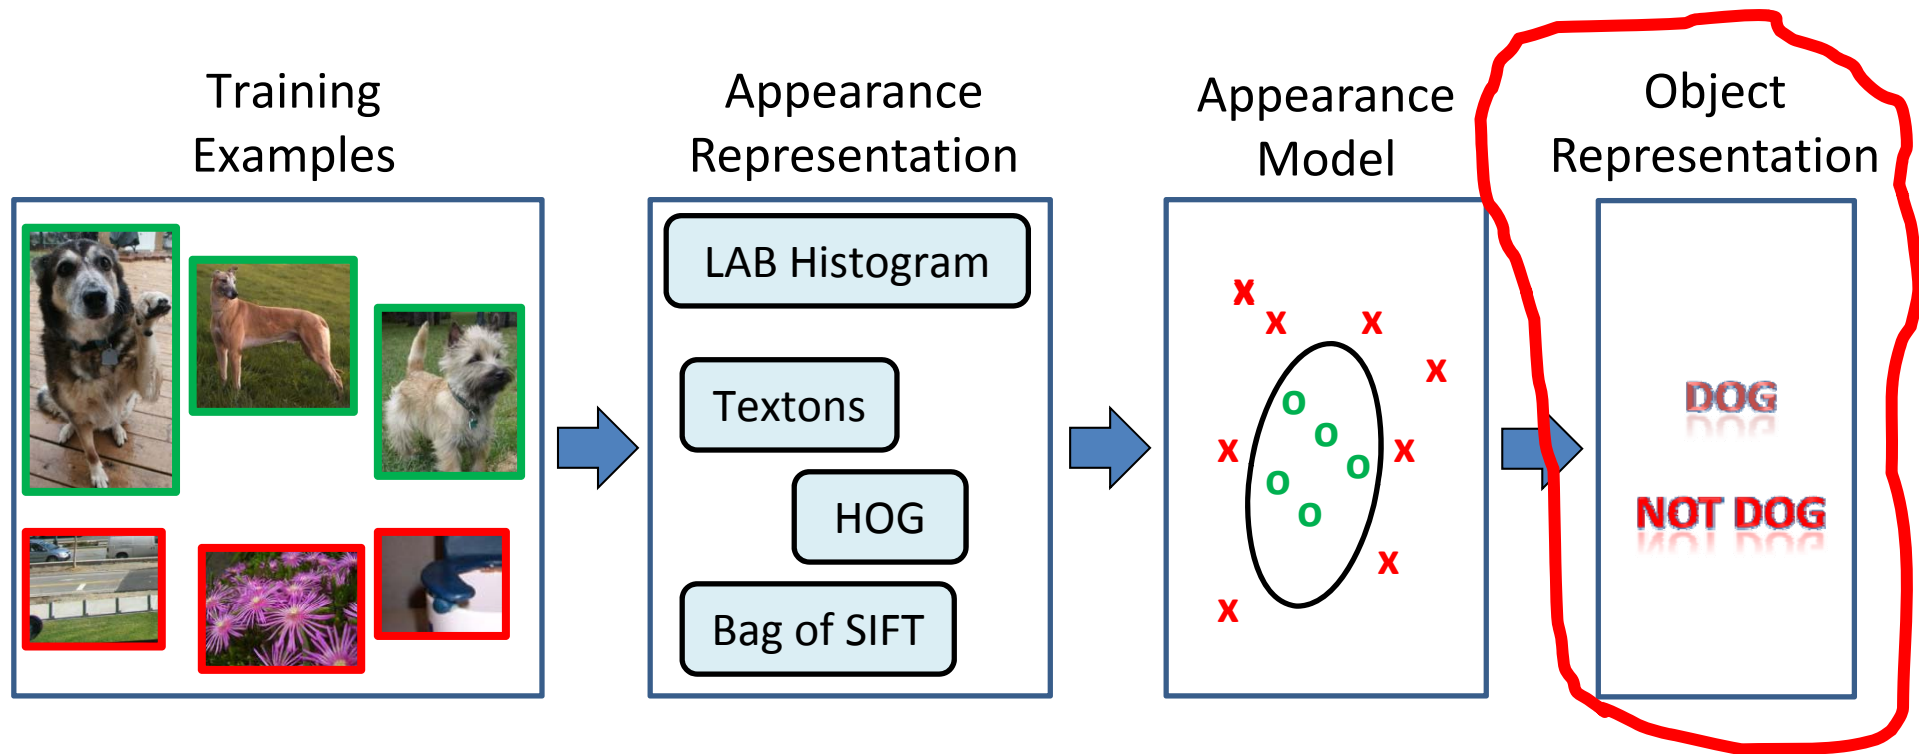 Training
Examples
Appearance
Representation
LAB Histogram
Textons
HOG
Bag of SIFT
Appearance
Model
x
x
x
x
x
x
x
x
o
o
o
o
o
Object
Representation
DOG
NOT DOG